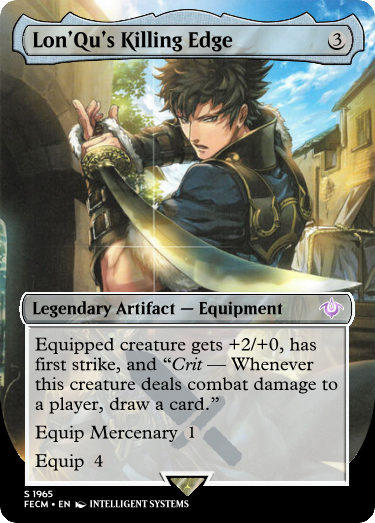 Lon'Qu's Killing Edge 3
Legendary Artifact — Equipment
Equipped creature gets +2/+0, has
first strike, and “Crit — Whenever
this creature deals combat damage to
a player, draw a card.”
Equip Mercenary 1
Equip 4
S 1965
FECM • EN INTELLIGENT SYSTEMS